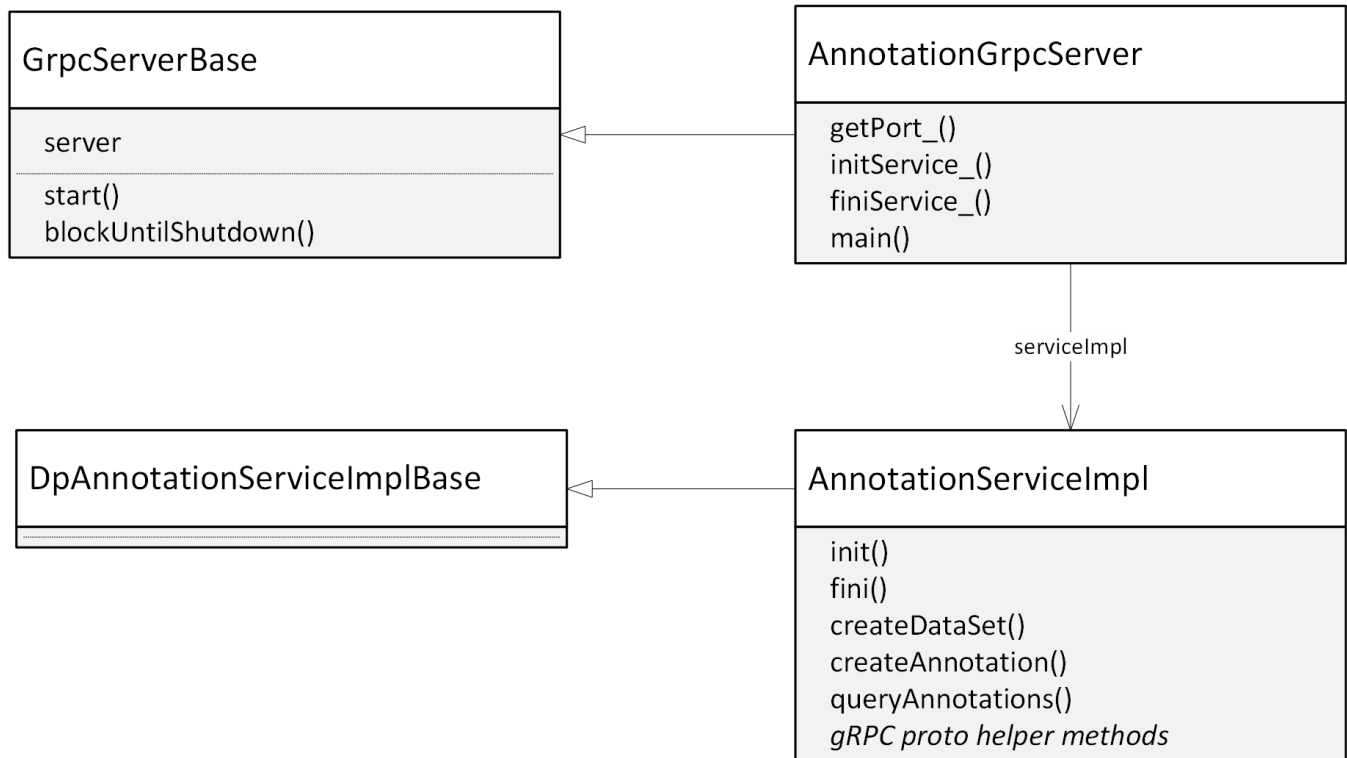 GrpcServerBase
server
start()
blockUntilShutdown()
AnnotationGrpcServer
getPort_()
initService_()
finiService_()
main()
serviceImpl
DpAnnotationServiceImplBase
AnnotationServiceImpl
init()
fini()
createDataSet()
createAnnotation()
queryAnnotations()
gRPC proto helper methods